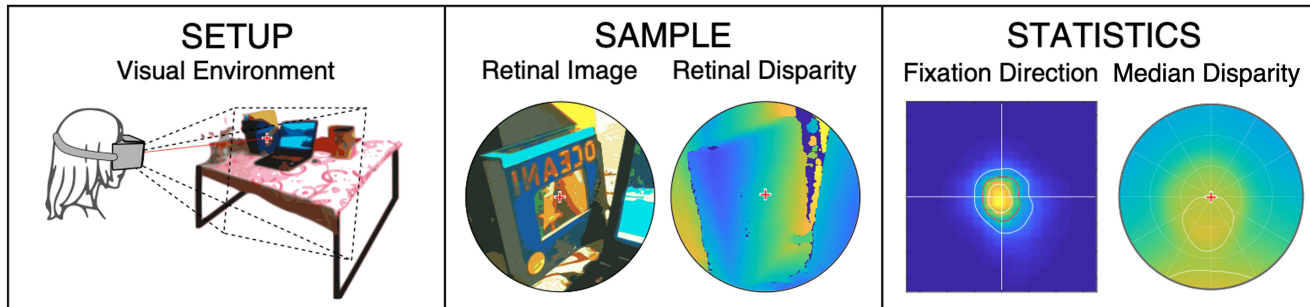 SETUP
Visual Environment
SAMPLE
Retinal Image Retinal Disparity
OCEANI
STATISTICS
Fixation Direction Median Disparity